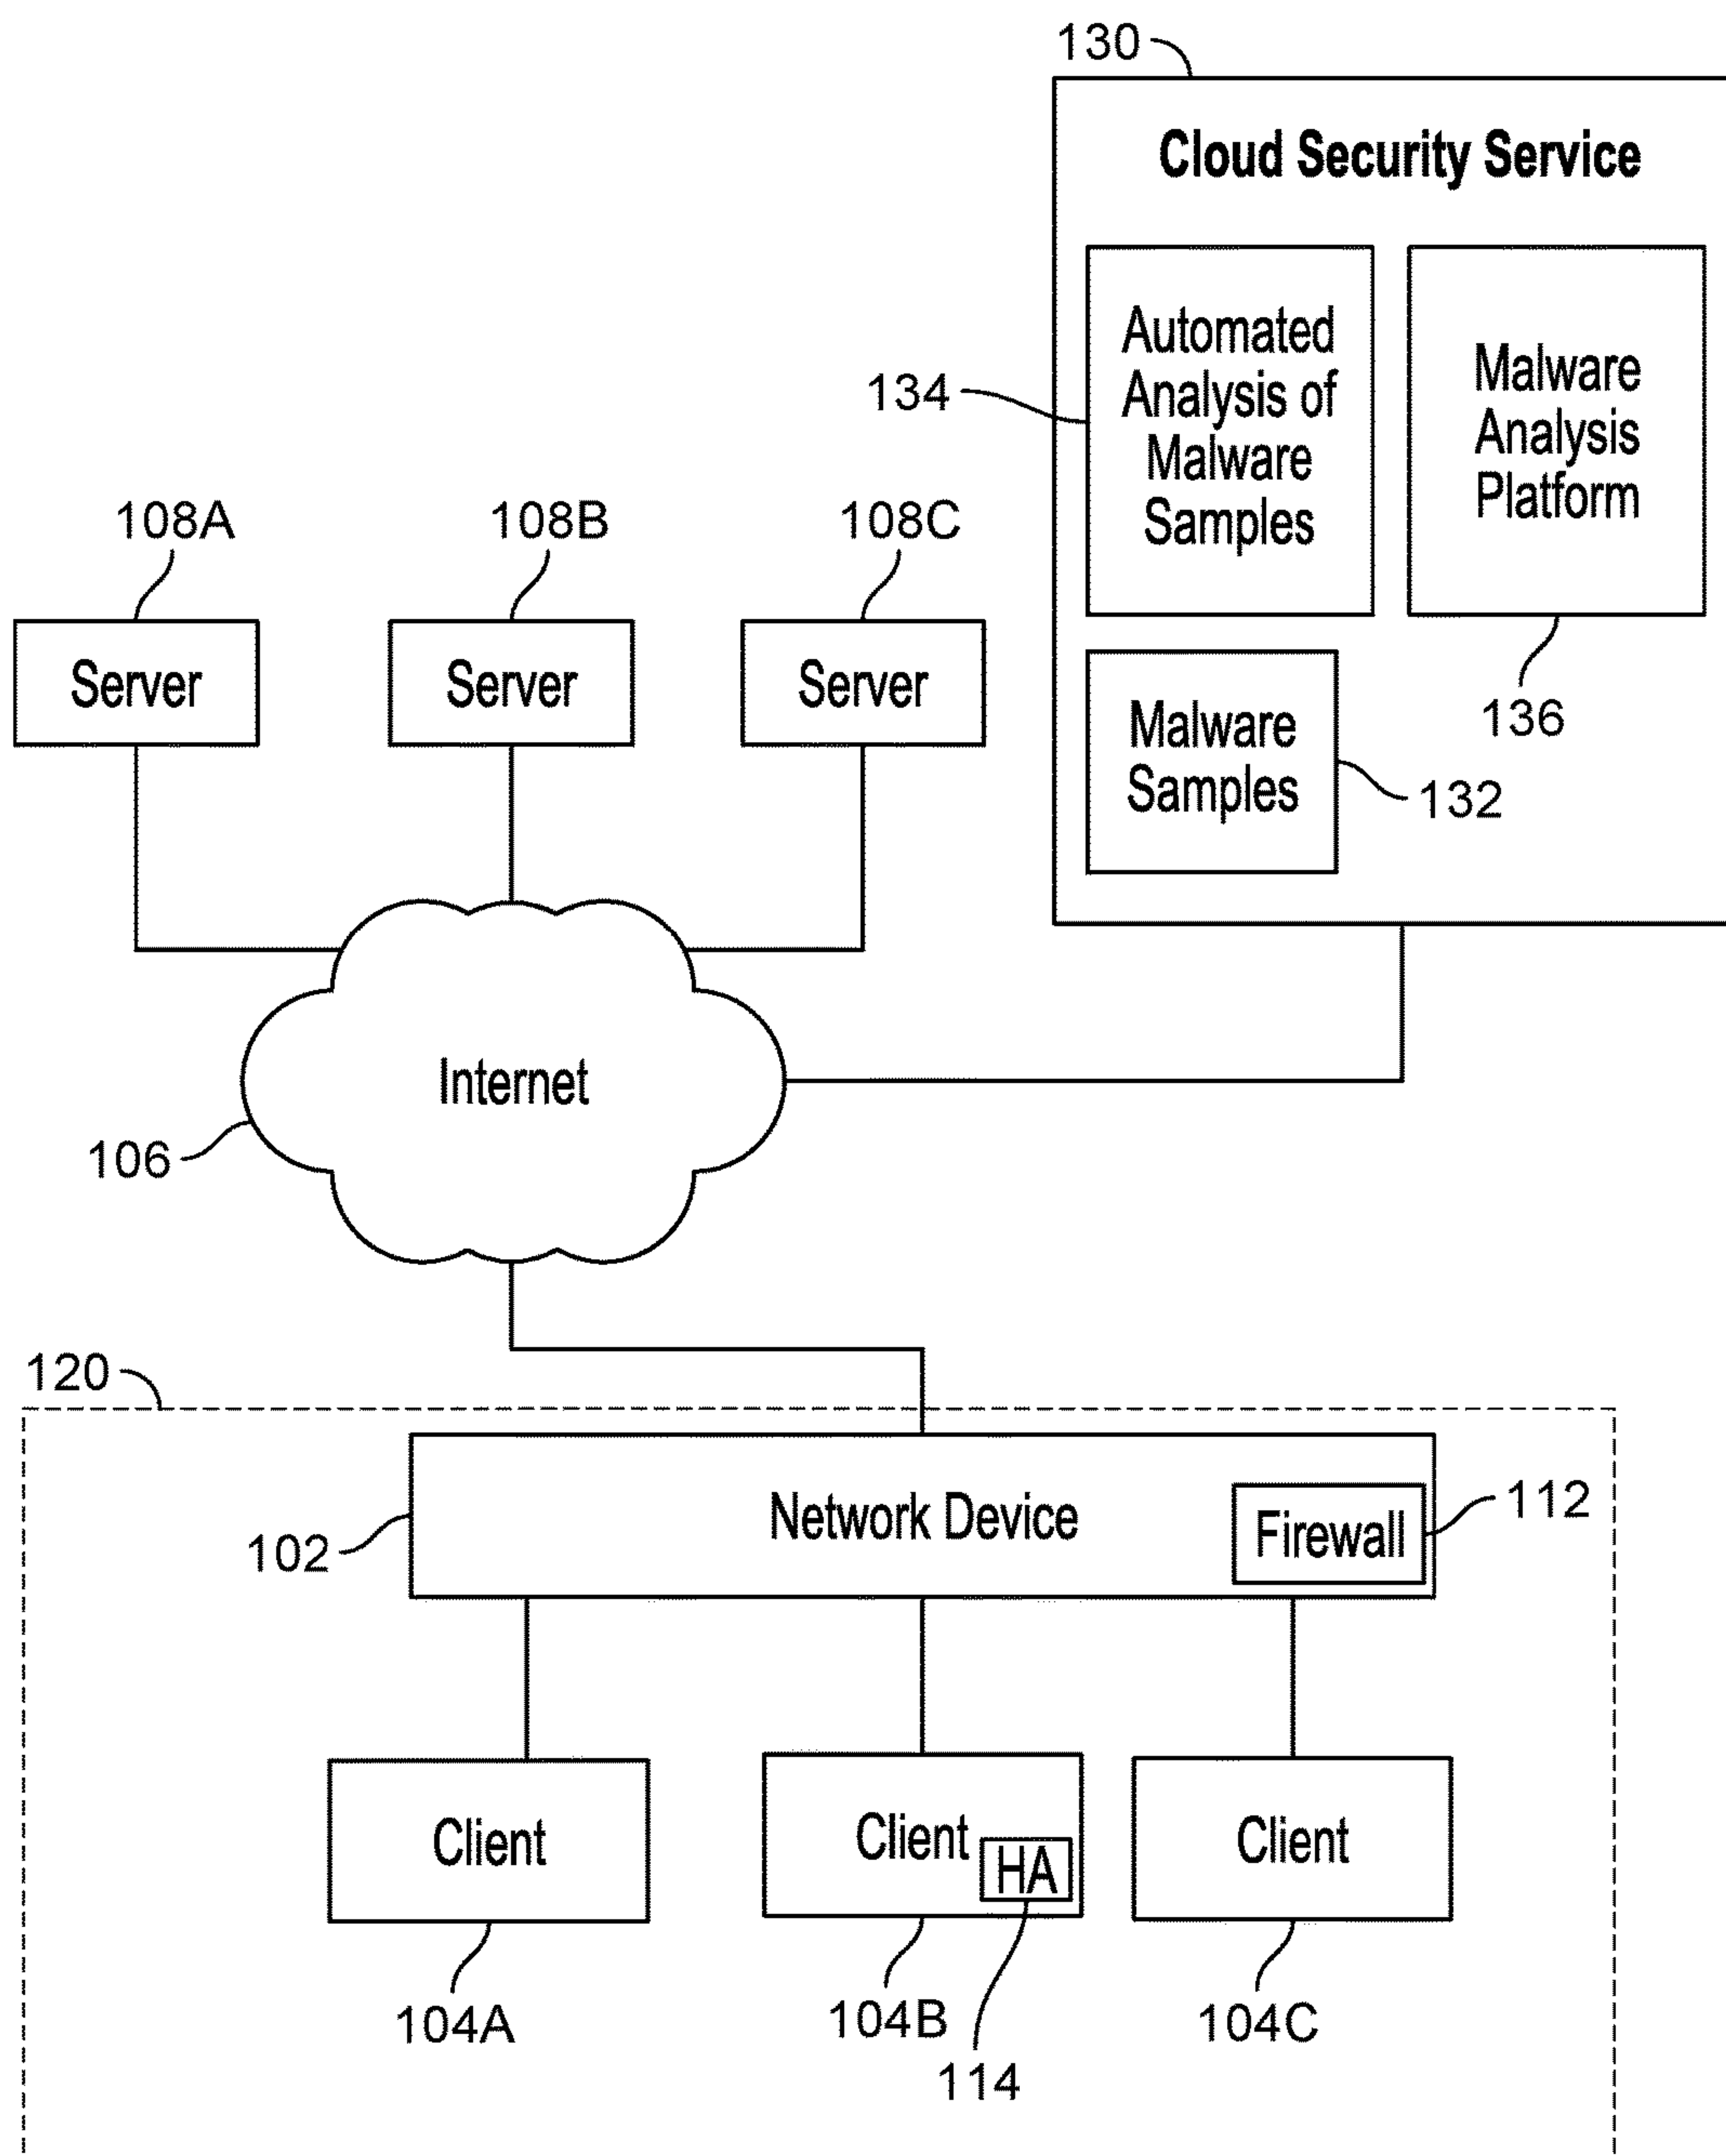 130
Cloud Security Service
Automated
Analysis of
Malware
Samples
134
Malware
Analysis
Platform
136
Malware
Samples
132
108A
108B
108C
Server
Server
Server
Internet
106
120
Network Device
Firewall
112
102
Client
Client
HA
Client
104A
104B
104C
114